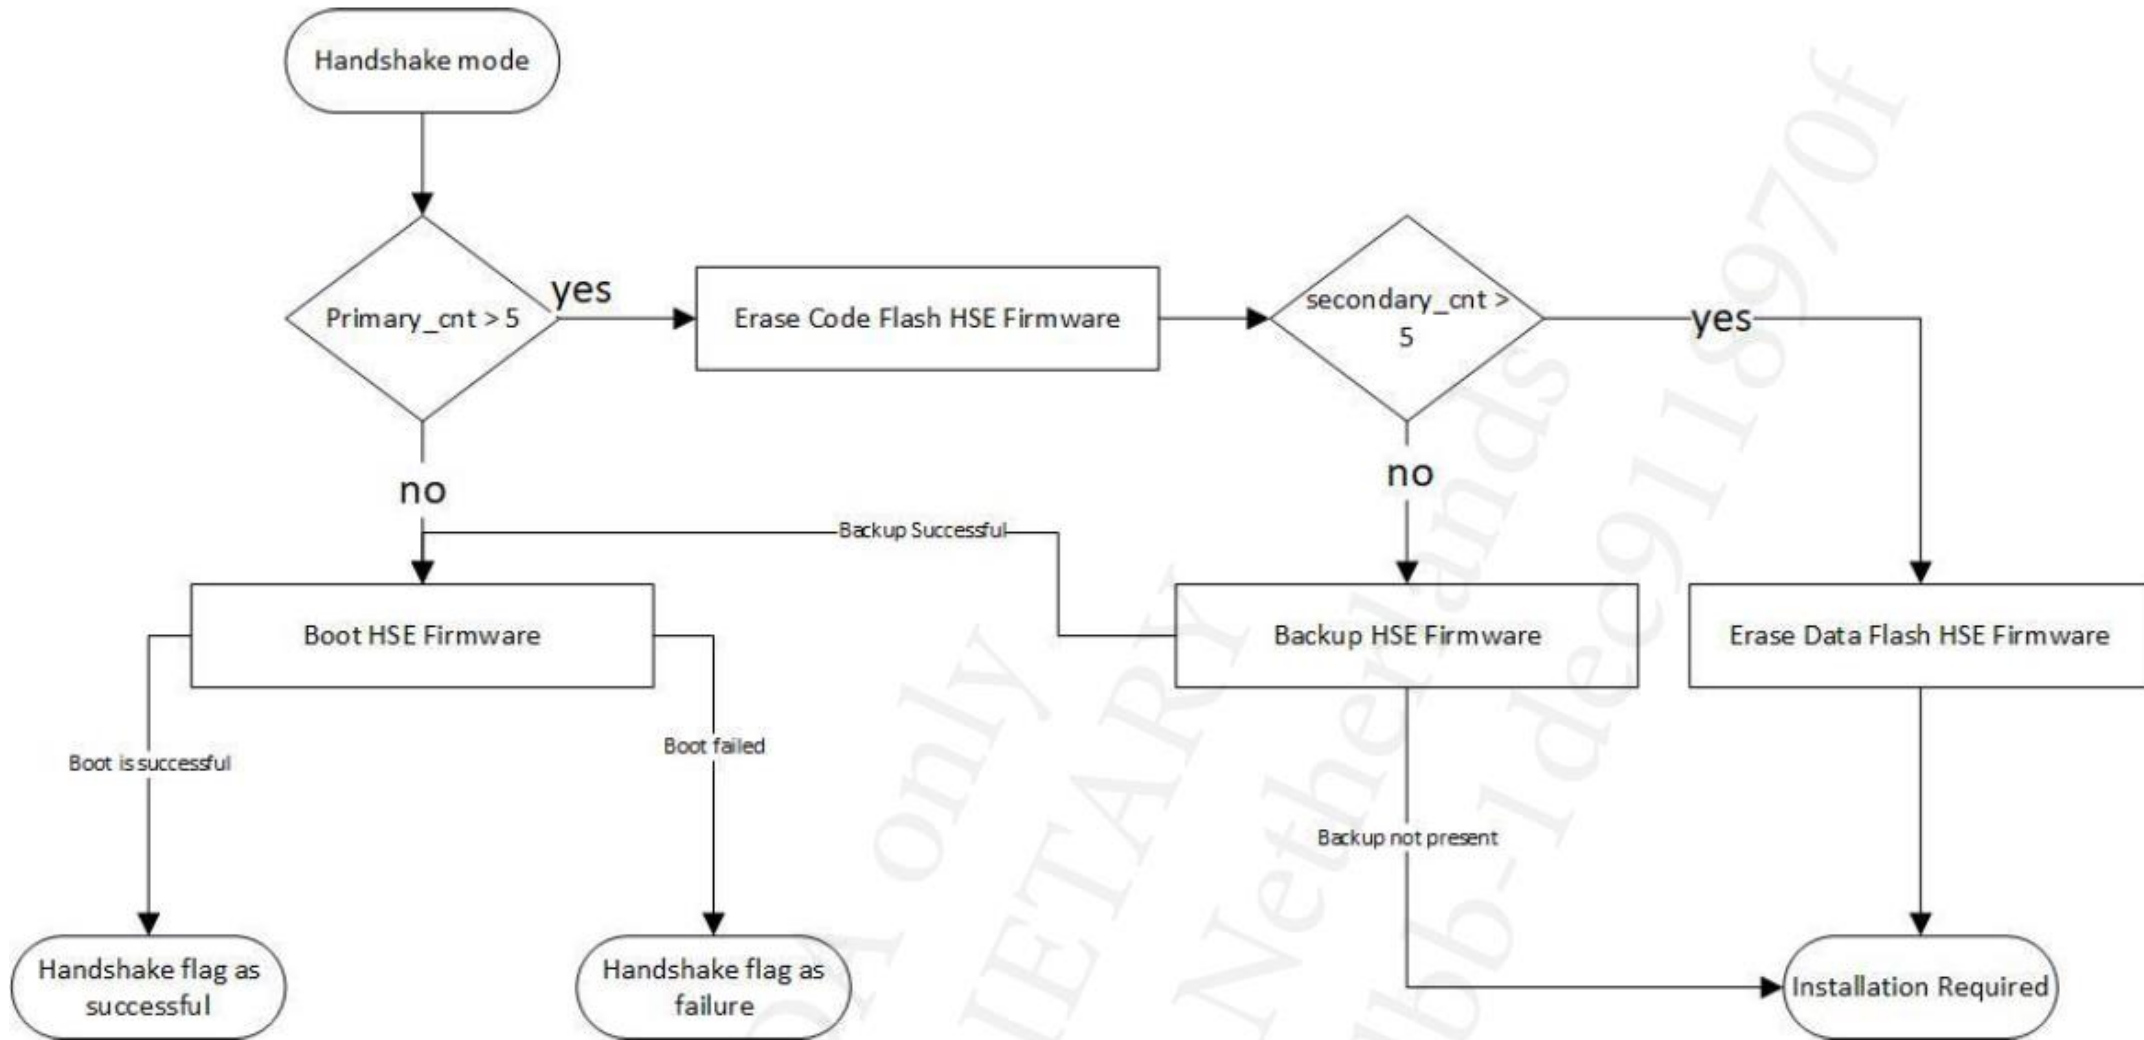 Handshake mode
Primary_cnt > 5
yes
Erase Code Flash HSE Firmware
secondary_cnt >
5
yes
no
no
Backup Successful
Boot HSE Firmware
Backup HSE Firmware
Erase Data Flash HSE Firmware
Boot is successful
Boot failed
Backup not present
Handshake flag as
successful
Handshake flag as
failure
Installation Required
only
Netherlands